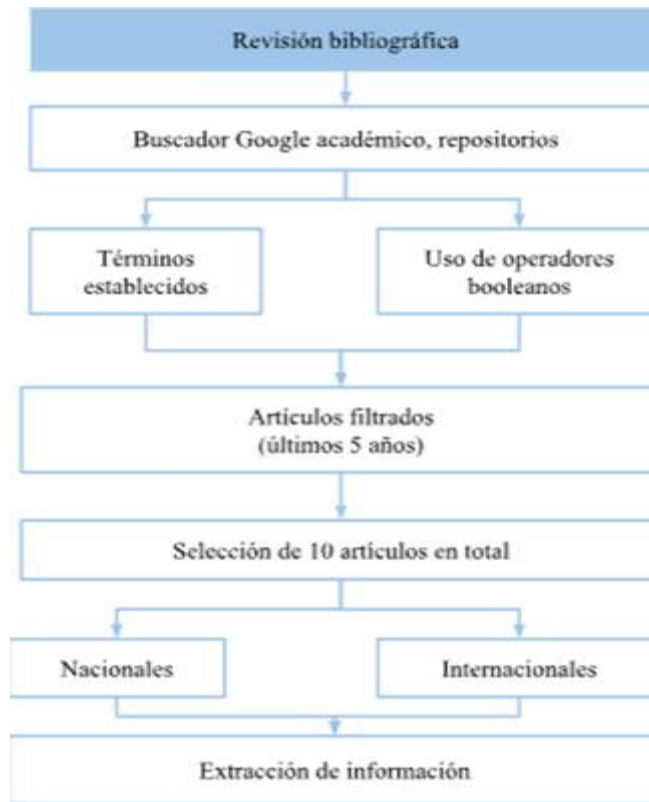 Revisión bibliográfica
Buscador Google académico, repositorios
Términos
establecidos
Uso de operadores
booleanos
Artículos filtrados
(últimos 5 años)
Selección de 10 artículos en total
Nacionales
Internacionales
Extracción de información